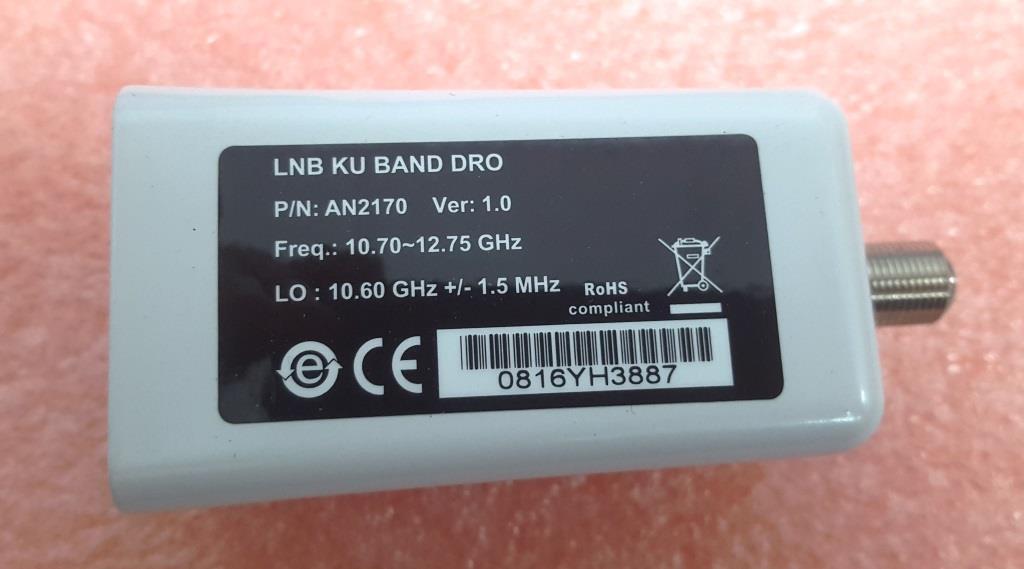 LNB KU BAND DRO
P/N: AN2170 Ver: 1.0
Freq.: 10.70~12.75 GHz
LO : 10.60 GHz +/- 1.5 MHz
RoHS
compliant
e CE
0816YH3887